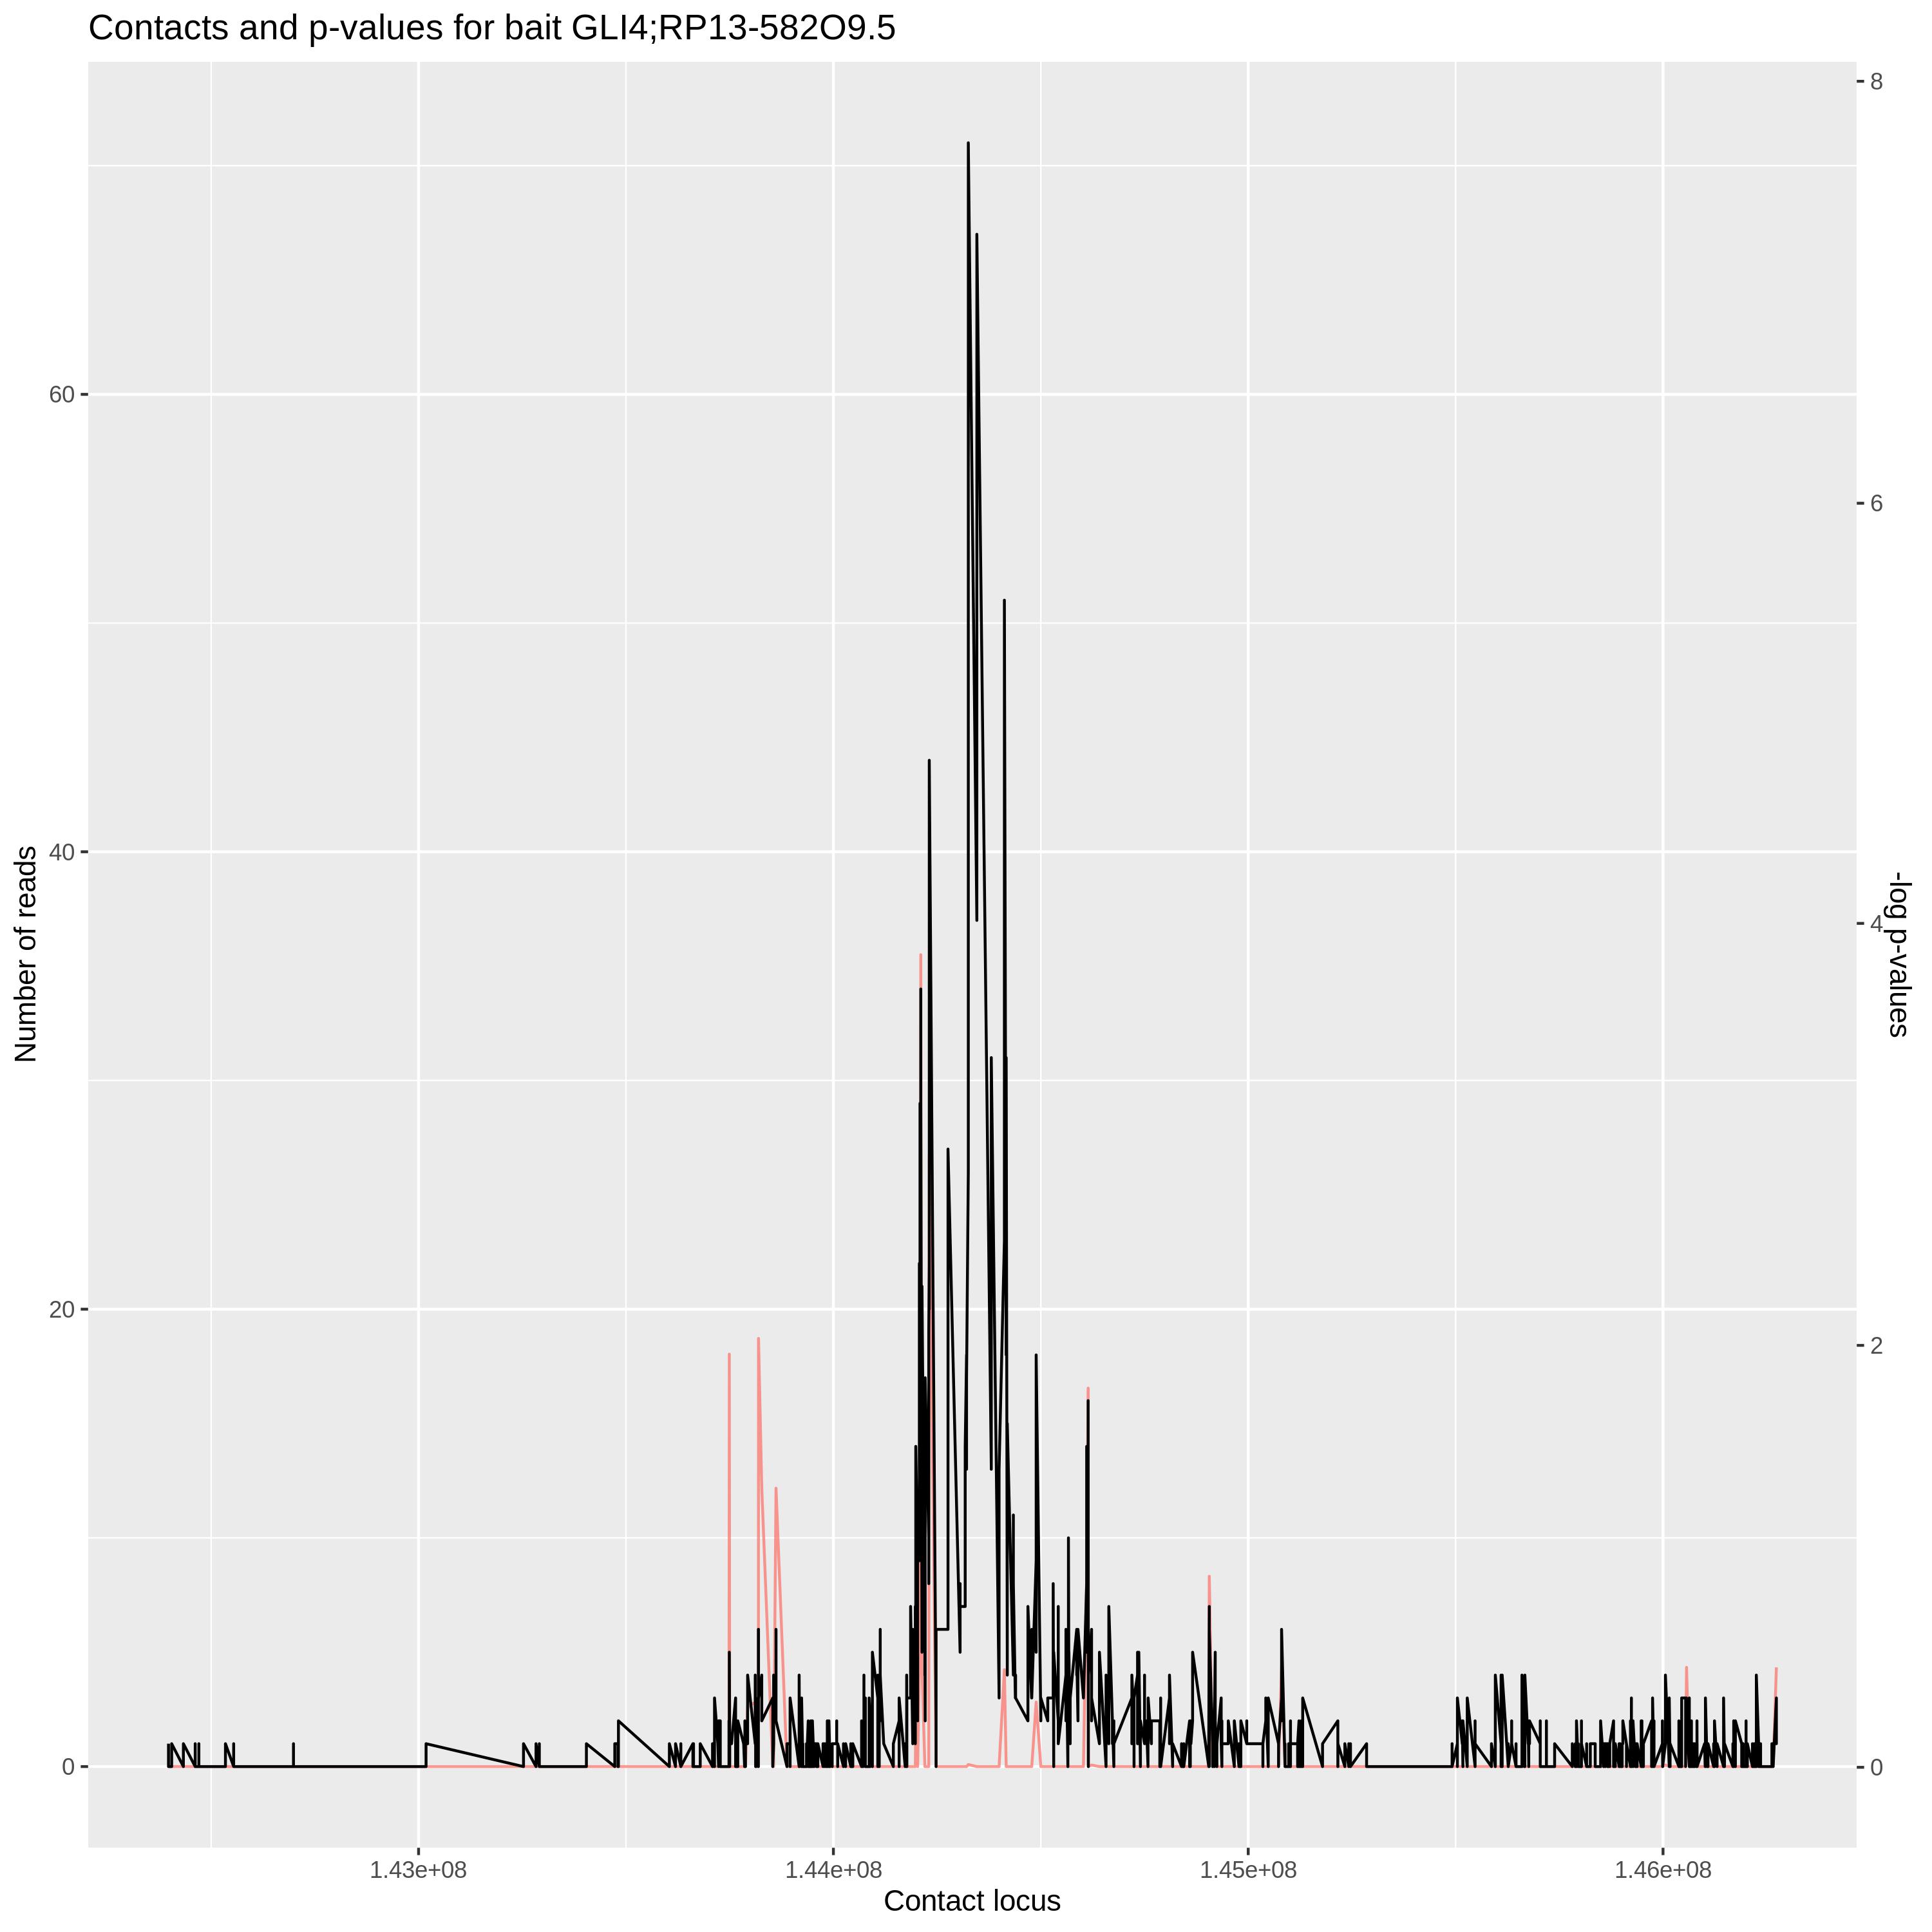 Contacts and p-values for bait GLI4;RP13-582O9.5
8
6
4
2
0
60
40
20
0
Number of reads
-log p-values
1.43e+08 1.44e+08 1.45e+08 1.46e+08
Contact locus